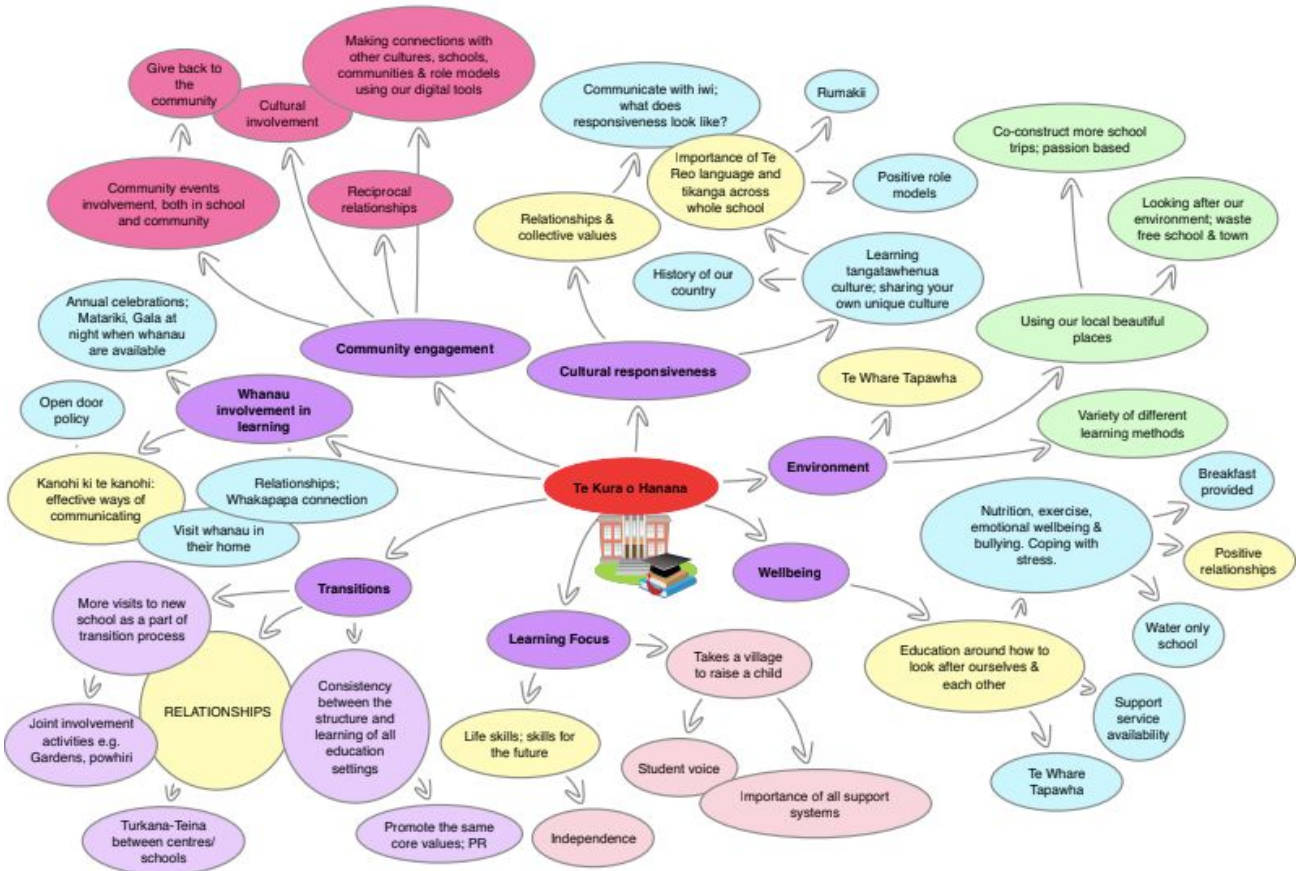 Making connections with
other cultures, schools,
communities & role models
using our digital tools
Give back to
the
community
Cultural
involvement
Community events
involvement, both in school
and community
Reciprocal
relationships
Communicate with iwi;
what does
responsiveness look like?
Rumakii
Importance of Te
Reo language and
tikanga across
whole school
Positive role
models
Relationships &
collective values
History of our
country
Learning
tangatawhenua
culture; sharing your
own unique culture
Co-construct more school
trips; passion based
Looking after our
environment; waste
free school & town
Using our local beautiful
places
Annual celebrations;
Matariki, Gala at
night when whanau
are available
Community engagement
Cultural responsiveness
Te Whare Tapawha
Open door
policy
Whanau
involvement in
learning
Variety of different
learning methods
Kanohi ki te kanohi:
effective ways of
communicating
Relationships;
Whakapapa connection
Visit whanau in
their home
Te Kura o Hanana
Environment
Breakfast
provided
Nutrition, exercise,
emotional wellbeing &
bullying. Coping with
stress.
Positive
relationships
Transitions
Wellbeing
More visits to new
school as a part of
transition process
Learning Focus
Takes a village
to raise a child
Water only
school
Education around how to
look after ourselves &
each other
RELATIONSHIPS
Consistency
between the
structure and
learning of all
education
settings
Joint involvement
activities e.g.
Gardens, powhiri
Life skills; skills for
the future
Support
service
availability
Student voice
Te Whare
Tapawha
Importance of all support
systems
Turkana-Teina
between centres/
schools
Promote the same
core values; PR
Independence